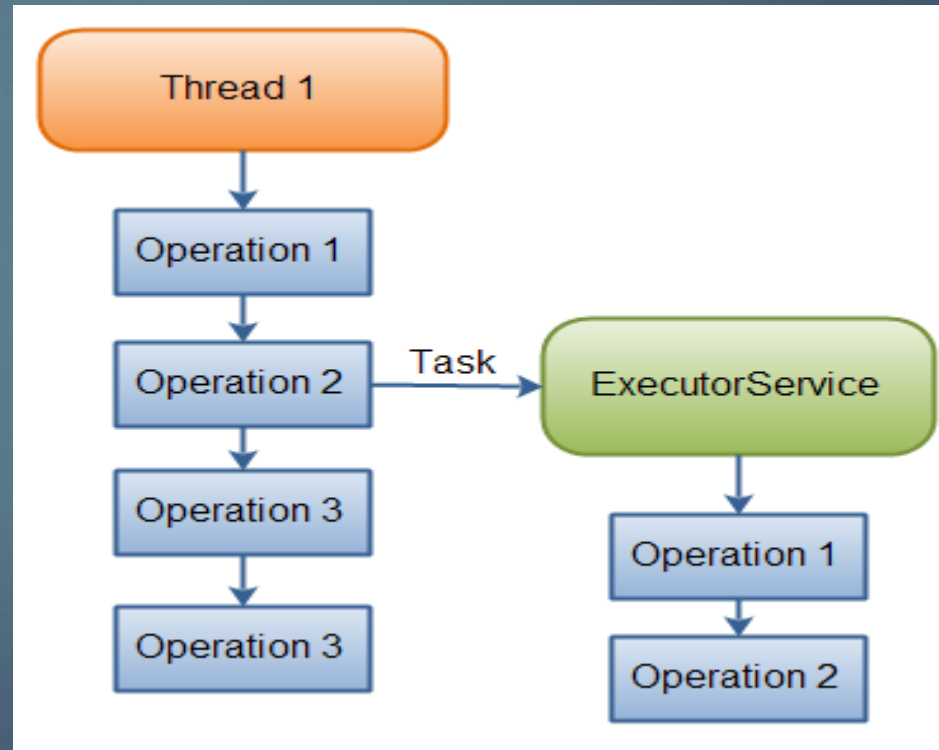 Thread 1
Operation 1
Operation 2
Task
ExecutorService
Operation 3
Operation 3
Operation 1
Operation 2